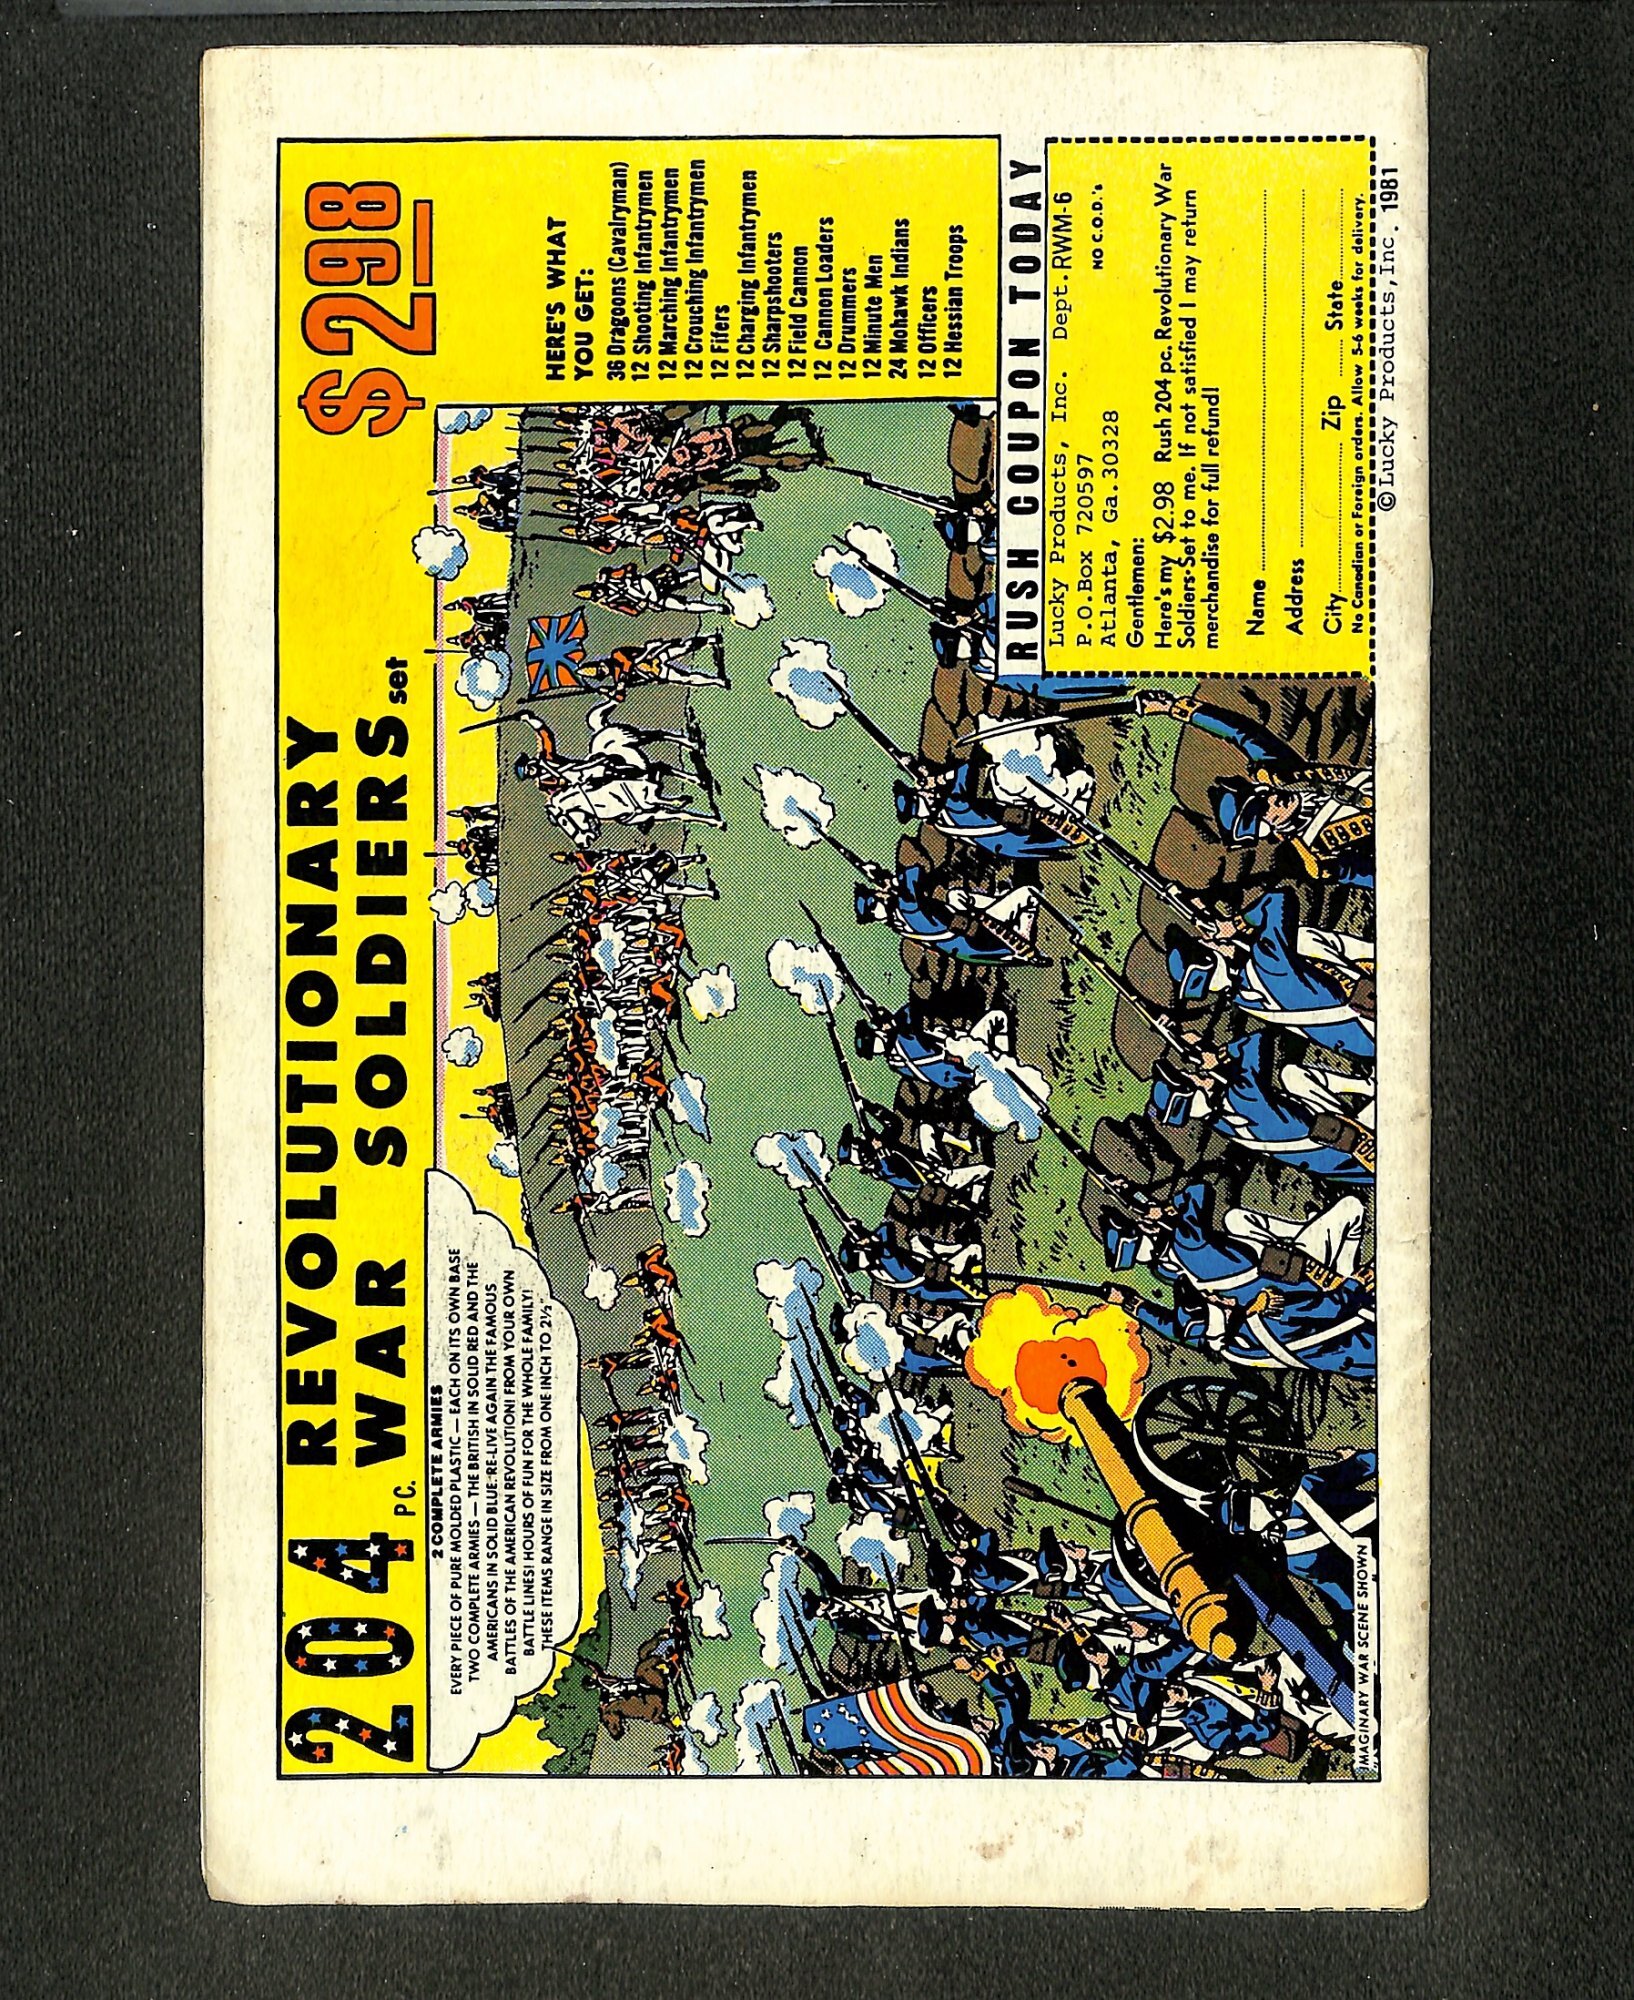 204 PC. REVOLUTIONARY
WAR SOLDIERS set
$298
2 COMPLETE ARMIES
EVERY PIECE OF PURE MOLDED PLASTIC — EACH ON ITS OWN BASE
TWO COMPLETE ARMIES — THE BRITISH IN SOLID RED AND THE
AMERICANS IN SOLID BLUE. RE-LIVE AGAIN THE FAMOUS
BATTLES OF THE AMERICAN REVOLUTION! FROM YOUR OWN
BATTLE LINES! HOURS OF FUN FOR THE WHOLE FAMILY!
THESE ITEMS RANGE IN SIZE FROM ONE INCH TO 2½"
HERE'S WHAT
YOU GET:
36 Dragoons (Cavalryman)
12 Shooting Infantrymen
12 Marching Infantrymen
12 Crouching Infantrymen
12 Fifers
12 Charging Infantrymen
12 Sharpshooters
12 Field Cannon
12 Cannon Loaders
12 Drummers
12 Minute Men
24 Mohawk Indians
12 Officers
12 Hessian Troops
RUSH COUPON TODAY
Lucky Products, Inc. Dept. RWM-6
P.O.Box 720597
NO C.O.D.'s
Atlanta, Ga. 30328
Gentlemen:
Here's my $2.98 Rush 204 pc. Revolutionary War
Soldiers-Set to me. If not satisfied I may return
merchandise for full refund!
Name
Address
City Zip State
No Canadian or Foreign orders. Allow 5-6 weeks for delivery.
© Lucky Products, Inc. 1981
IMAGINARY WAR SCENE SHOWN